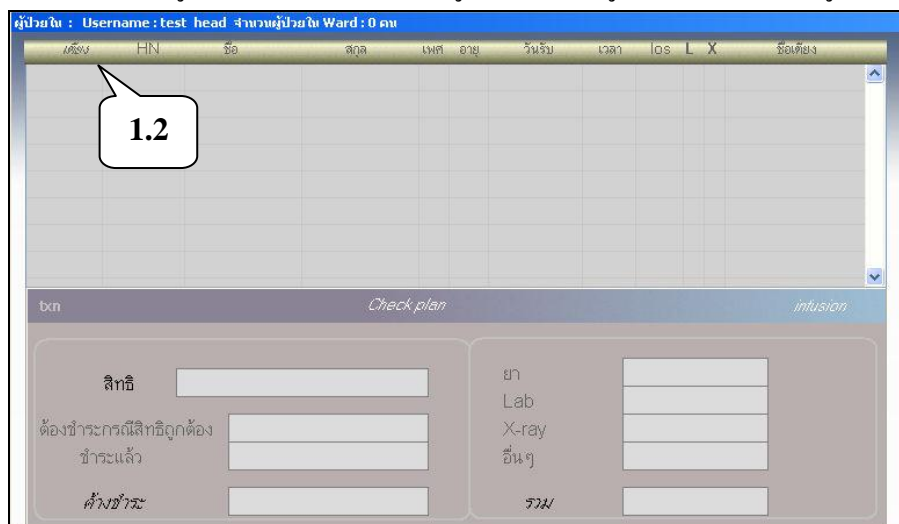 ผู้ป่วยใน : Username : test head จำนวนผู้ป่วยใน Ward : 0 คน
เตียง HN ชื่อ สกุล เพศ อายุ วันรับ เวลา los L X ชื่อเตียง
1.2
txn Check plan infusion
สิทธิ
ต้องชำระกรณีสิทธิถูกต้อง
ชำระแล้ว
ค้างชำระ
ยา
Lab
X-ray
อื่นๆ
รวม